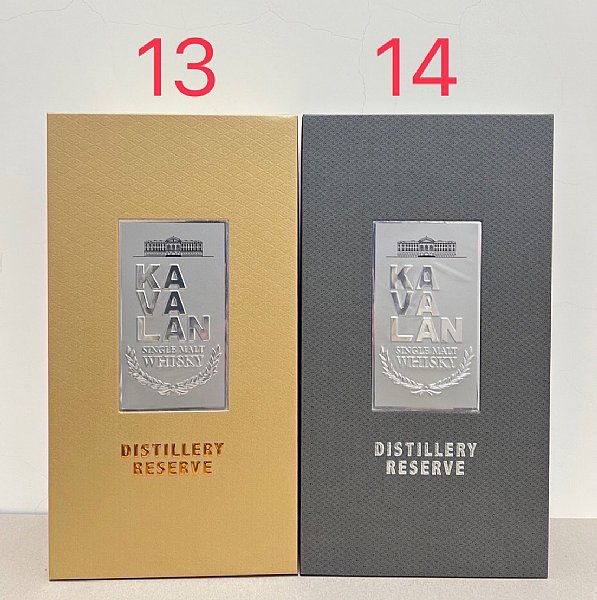 13
14
KA
VA
LAN
SINGLE MALT
WHISKY
DISTILLERY
RESERVE
KA
VA
LAN
SINGLE MALT
WHISKY
DISTILLERY
RESERVE